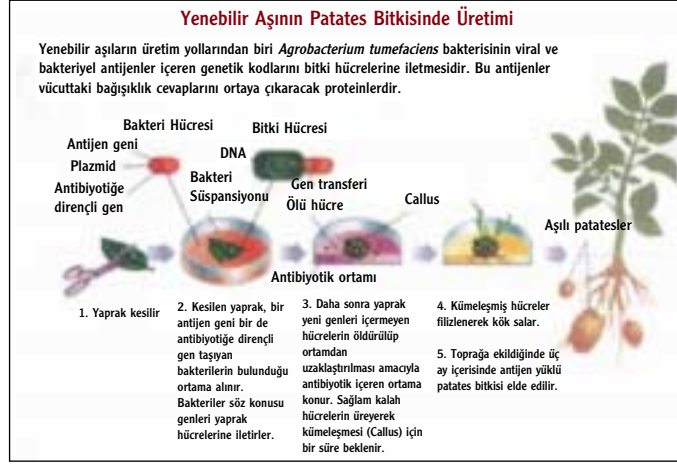 Yenebilir Aşının Patates Bitkisinde Üretimi
Yenebilir aşıların üretim yollarından biri Agrobacterium tumefaciens bakterisinin viral ve
bakteriyel antijenler içeren genetik kodlarını bitki hücrelerine iletmesidir. Bu antijenler
vücuttaki bağışıklık cevaplarını ortaya çıkaracak proteinlerdir.
Bakteri Hücresi
Bitki Hücresi
Antijen geni
Plazmid
Antibiyotiğe
dirençli gen
DNA
Bakteri
Süspansiyonu
Gen transferi
Ölü hücre
Callus
Aşılı patatesler
Antibiyotik ortamı
1. Yaprak kesilir
2. Kesilen yaprak, bir
antijen geni bir de
antibiyotiğe dirençli
gen taşıyan
bakterilerin bulunduğu
ortama alınır.
Bakteriler söz konusu
genleri yaprak
hücrelerine iletirler.
3. Daha sonra yaprak
yeni genleri içermeyen
hücrelerin öldürülüp
ortamdan
uzaklaştırılması amacıyla
antibiyotik içeren ortama
konur. Sağlam kalah
hücrelerin üreyerek
kümeleşmesi (Callus) için
bir süre beklenir.
4. Kümeleşmiş hücreler
filizlenerek kök salar.
5. Toprağa ekildiğinde üç
ay içerisinde antijen yüklü
patates bitkisi elde edilir.